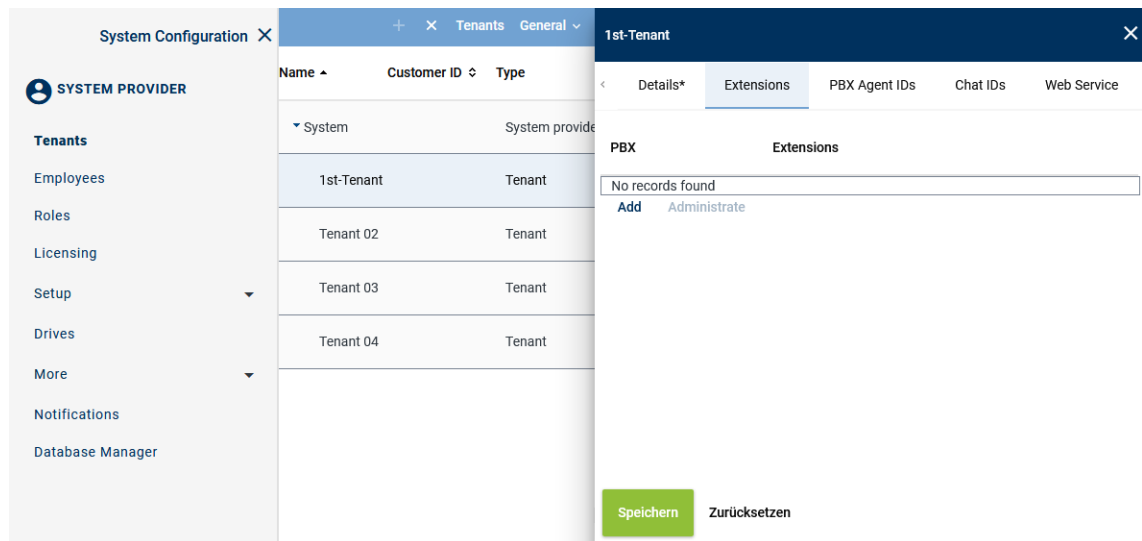 System Configuration
SYSTEM PROVIDER
Tenants
Employees
Roles
Licensing
Setup
Drives
More
Notifications
Database Manager
Tenants General
Name Customer ID Type
System System provide
1st-Tenant Tenant
Tenant 02 Tenant
Tenant 03 Tenant
Tenant 04 Tenant
1st-Tenant
Details* Extensions PBX Agent IDs Chat IDs Web Service
PBX Extensions
No records found
Add Administrate
Speichern Zurücksetzen